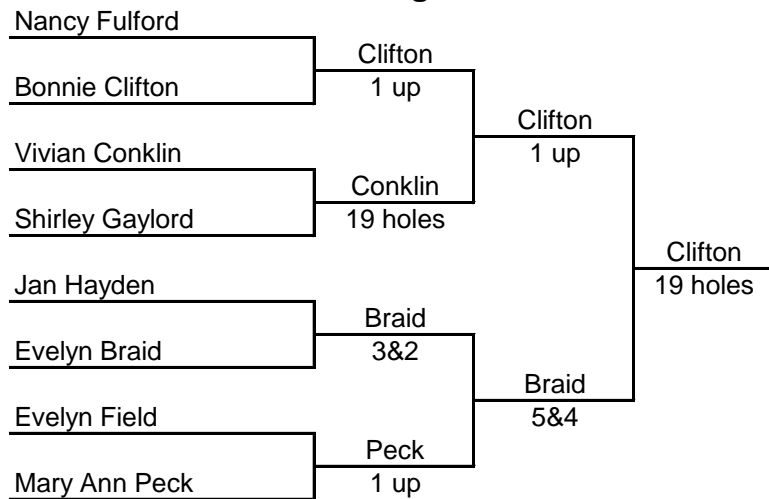 Nancy Fulford
Clifton
Bonnie Clifton
1 up
Clifton
Vivian Conklin
1 up
Conklin
Shirley Gaylord
19 holes
Clifton
Jan Hayden
19 holes
Braid
Evelyn Braid
3&2
Braid
Evelyn Field
5&4
Peck
Mary Ann Peck
1 up